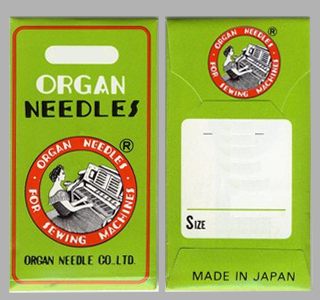 ORGAN
NEEDLES
· ORGAN NEEDLES · FOR SEWING MACHINES
®
ORGAN NEEDLE CO. LTD.
· ORGAN NEEDLES · FOR SEWING MACHINES
®
SIZE
MADE IN JAPAN